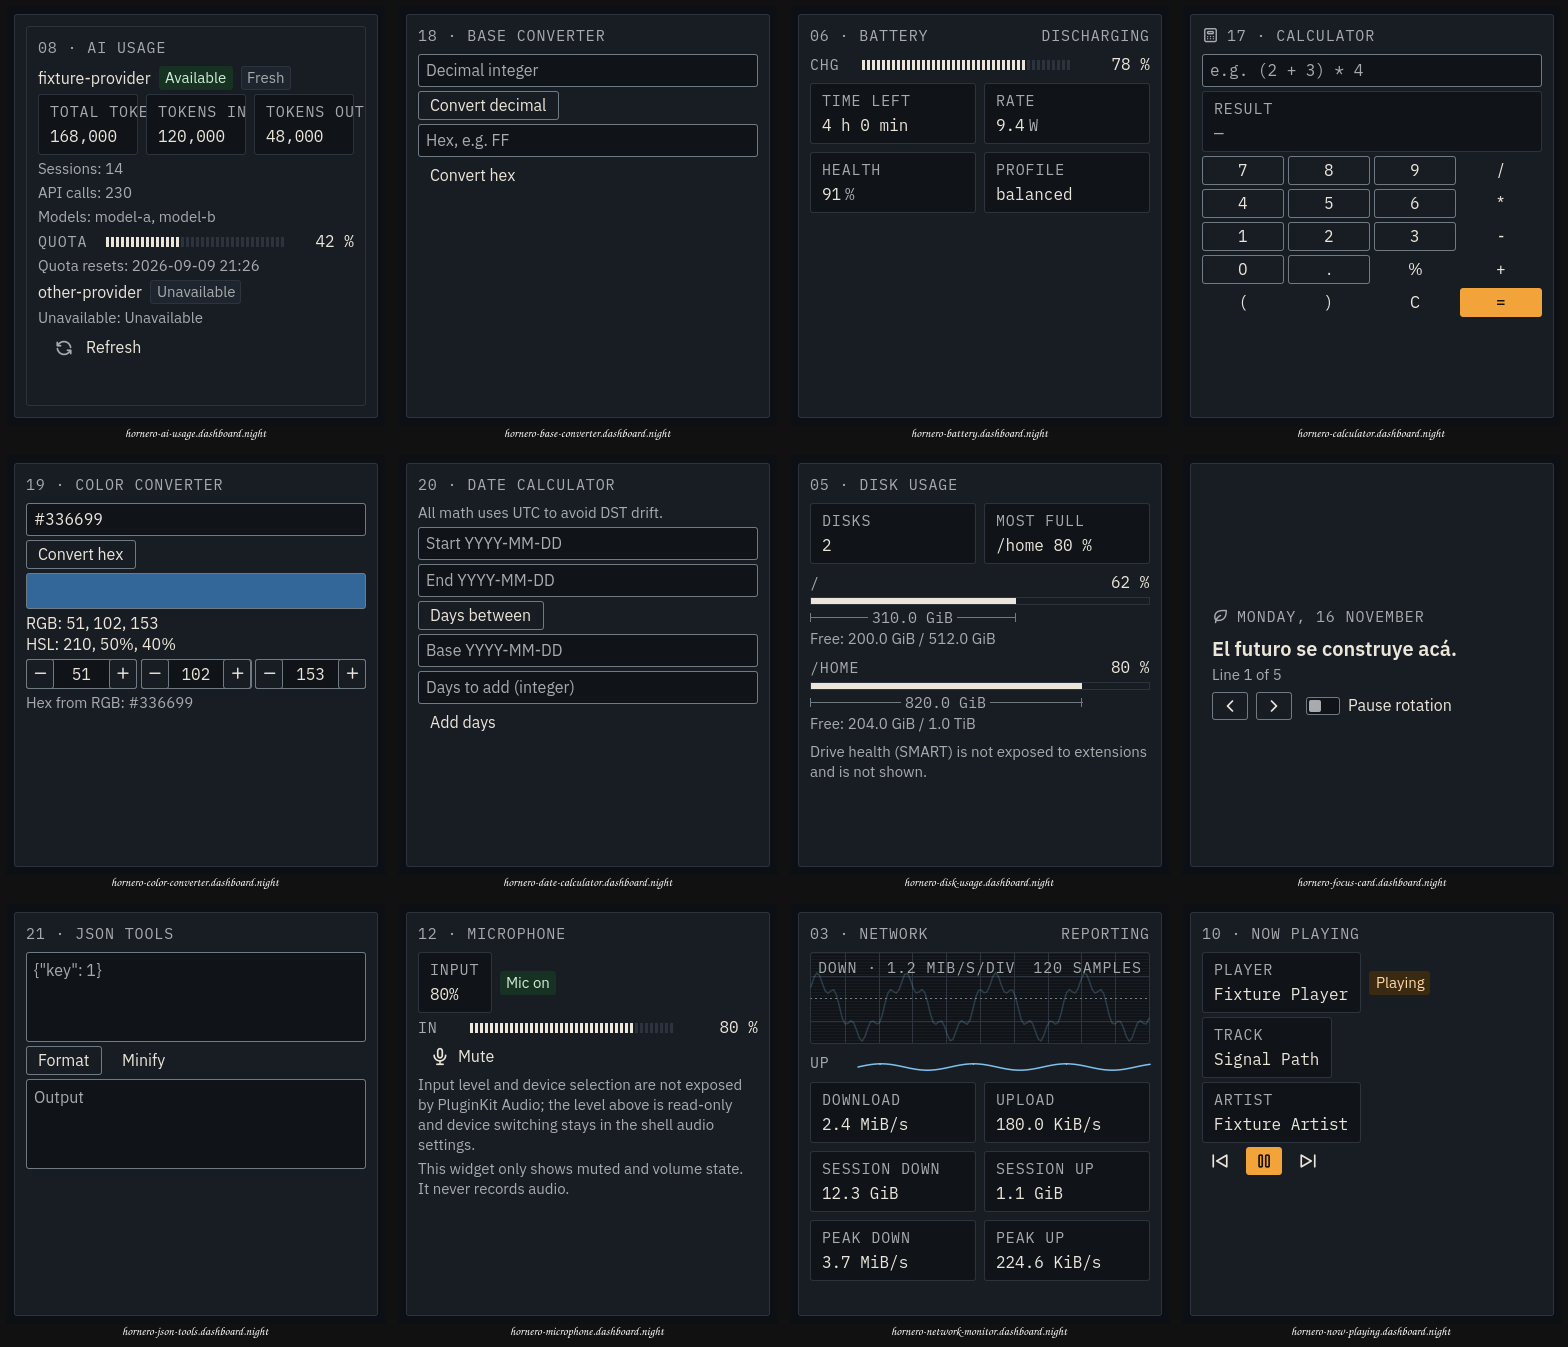 08 · AI USAGE
fixture-provider Available Fresh
TOTAL TOKE TOKENS IN TOKENS OUT
168,000 120,000 48,000
Sessions: 14
API calls: 230
Models: model-a, model-b
QUOTA 42 %
Quota resets: 2026-09-09 21:26
other-provider Unavailable
Unavailable: Unavailable
Refresh
hornero-ai-usage.dashboard.night
18 · BASE CONVERTER
Decimal integer
Convert decimal
Hex, e.g. FF
Convert hex
hornero-base-converter.dashboard.night
06 · BATTERY DISCHARGING
CHG 78 %
TIME LEFT RATE
4 h 0 min 9.4 W
HEALTH PROFILE
91 % balanced
hornero-battery.dashboard.night
17 · CALCULATOR
e.g. (2 + 3) * 4
RESULT
—
7 8 9 /
4 5 6 *
1 2 3 -
0 . % +
( ) C =
hornero-calculator.dashboard.night
19 · COLOR CONVERTER
#336699
Convert hex
RGB: 51, 102, 153
HSL: 210, 50%, 40%
− 51 + − 102 + − 153 +
Hex from RGB: #336699
hornero-color-converter.dashboard.night
20 · DATE CALCULATOR
All math uses UTC to avoid DST drift.
Start YYYY-MM-DD
End YYYY-MM-DD
Days between
Base YYYY-MM-DD
Days to add (integer)
Add days
hornero-date-calculator.dashboard.night
05 · DISK USAGE
DISKS MOST FULL
2 /home 80 %
/ 62 %
310.0 GiB
Free: 200.0 GiB / 512.0 GiB
/HOME 80 %
820.0 GiB
Free: 204.0 GiB / 1.0 TiB
Drive health (SMART) is not exposed to extensions
and is not shown.
hornero-disk-usage.dashboard.night
MONDAY, 16 NOVEMBER
El futuro se construye acá.
Line 1 of 5
Pause rotation
hornero-focus-card.dashboard.night
21 · JSON TOOLS
{"key": 1}
Format Minify
Output
hornero-json-tools.dashboard.night
12 · MICROPHONE
INPUT
80% Mic on
IN 80 %
Mute
Input level and device selection are not exposed
by PluginKit Audio; the level above is read-only
and device switching stays in the shell audio
settings.
This widget only shows muted and volume state.
It never records audio.
hornero-microphone.dashboard.night
03 · NETWORK REPORTING
DOWN · 1.2 MIB/S/DIV 120 SAMPLES
UP
DOWNLOAD UPLOAD
2.4 MiB/s 180.0 KiB/s
SESSION DOWN SESSION UP
12.3 GiB 1.1 GiB
PEAK DOWN PEAK UP
3.7 MiB/s 224.6 KiB/s
hornero-network-monitor.dashboard.night
10 · NOW PLAYING
PLAYER
Fixture Player Playing
TRACK
Signal Path
ARTIST
Fixture Artist
hornero-now-playing.dashboard.night